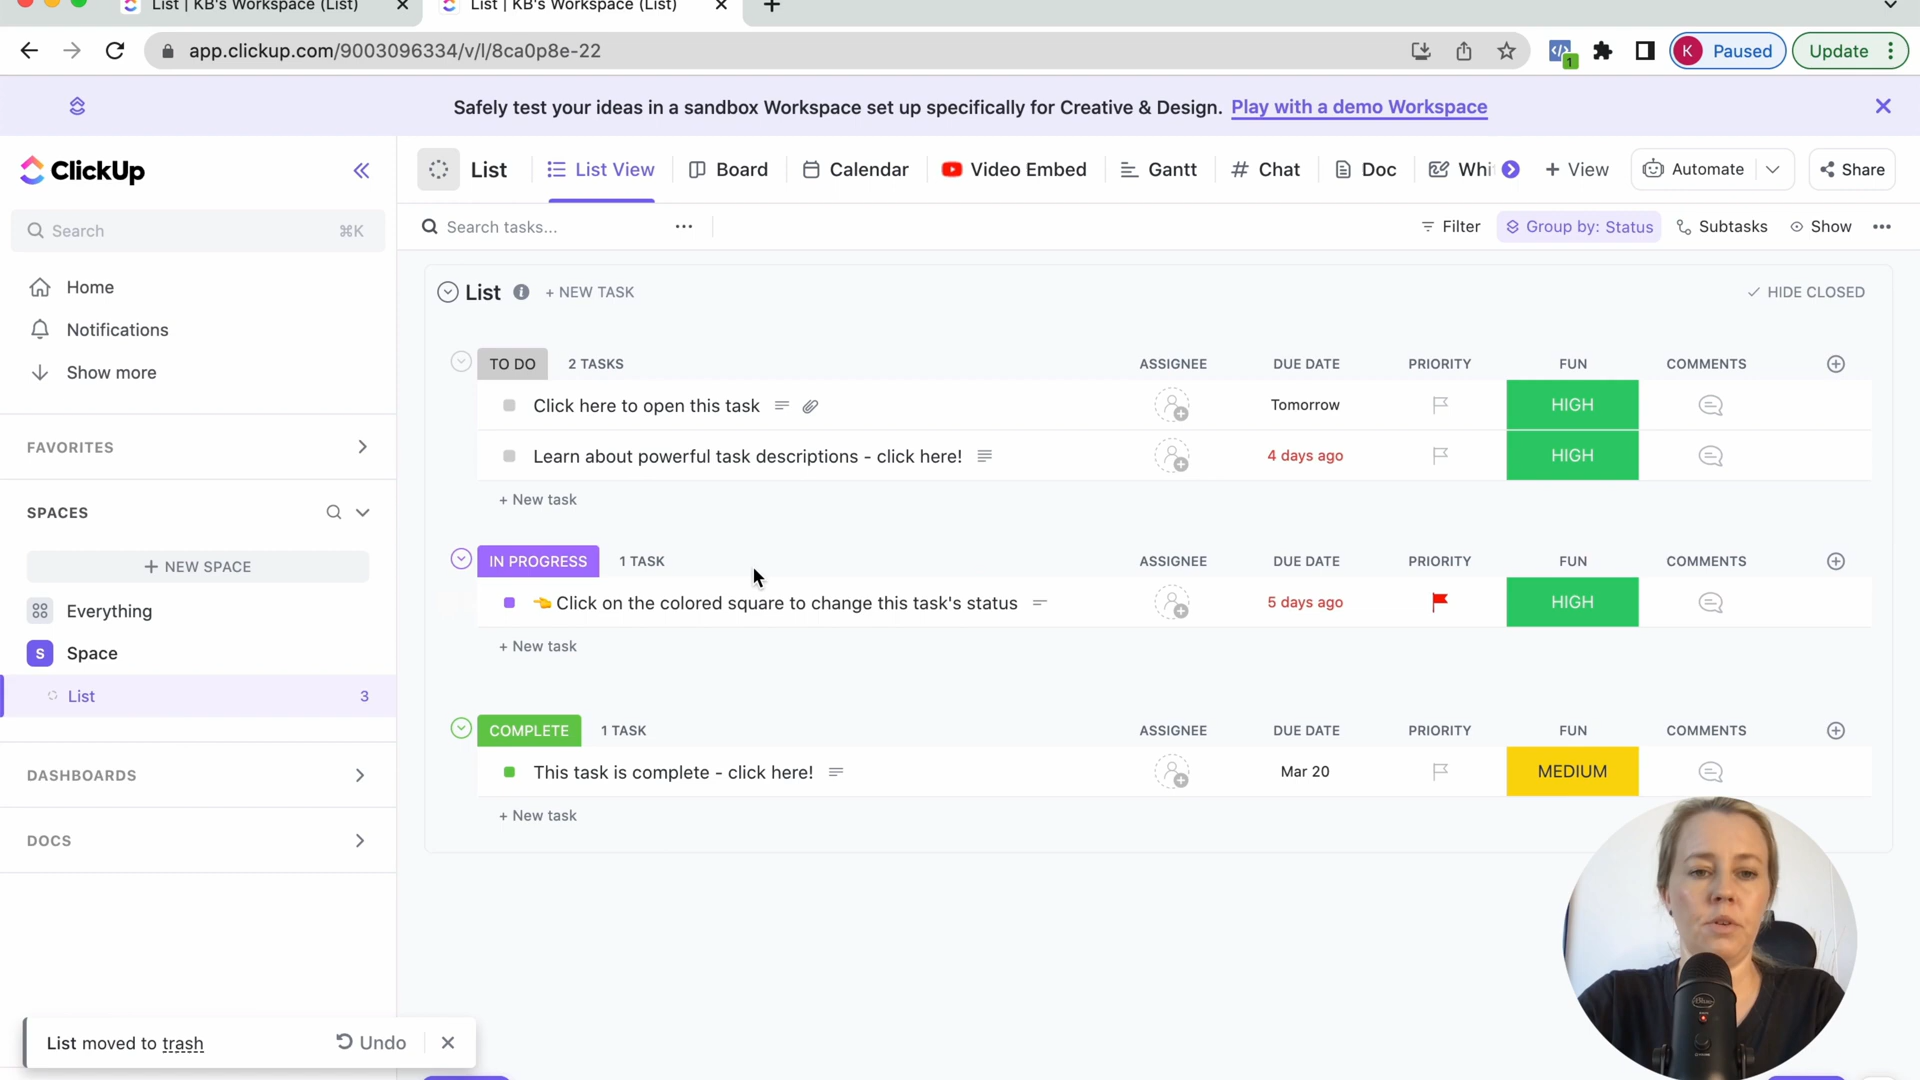 List | KB's Workspace (List)
List | KB's Workspace (List)
app.clickup.com/9003096334/v/l/8ca0p8e-22
1
K Paused
Update
Safely test your ideas in a sandbox Workspace set up specifically for Creative & Design. Play with a demo Workspace
ClickUp
List
List View
Board
Calendar
Video Embed
Gantt
# Chat
Doc
Whi
+ View
Automate
Share
Search ⌘K
Search tasks...
Filter
Group by: Status
Subtasks
Show
Home
Notifications
Show more
FAVORITES
SPACES
+ NEW SPACE
Everything
S Space
List 3
DASHBOARDS
DOCS
List + NEW TASK
HIDE CLOSED
TO DO 2 TASKS ASSIGNEE DUE DATE PRIORITY FUN COMMENTS
Click here to open this task Tomorrow HIGH
Learn about powerful task descriptions - click here! 4 days ago HIGH
+ New task
IN PROGRESS 1 TASK ASSIGNEE DUE DATE PRIORITY FUN COMMENTS
👈 Click on the colored square to change this task's status 5 days ago HIGH
+ New task
COMPLETE 1 TASK ASSIGNEE DUE DATE PRIORITY FUN COMMENTS
This task is complete - click here! Mar 20 MEDIUM
+ New task
List moved to trash Undo